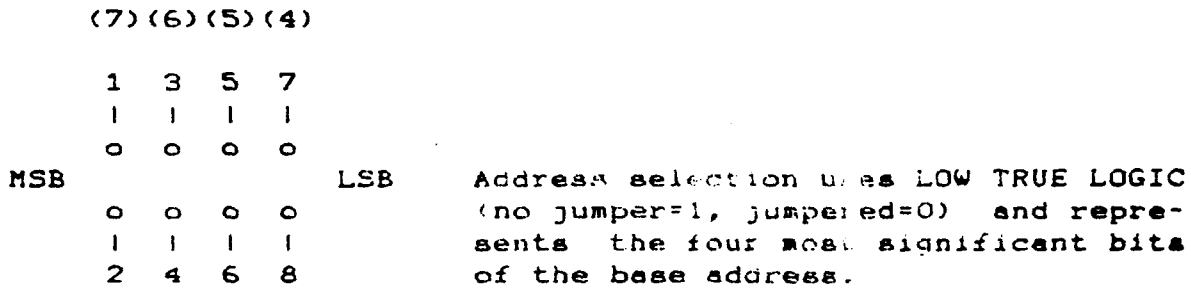 (7)(6)(5)(4)
1 3 5 7
| | | |
o o o o
MSB LSB Address selection uses LOW TRUE LOGIC
o o o o (no jumper=1, jumpered=0) and repre-
| | | | sents the four most significant bits
2 4 6 8 of the base address.